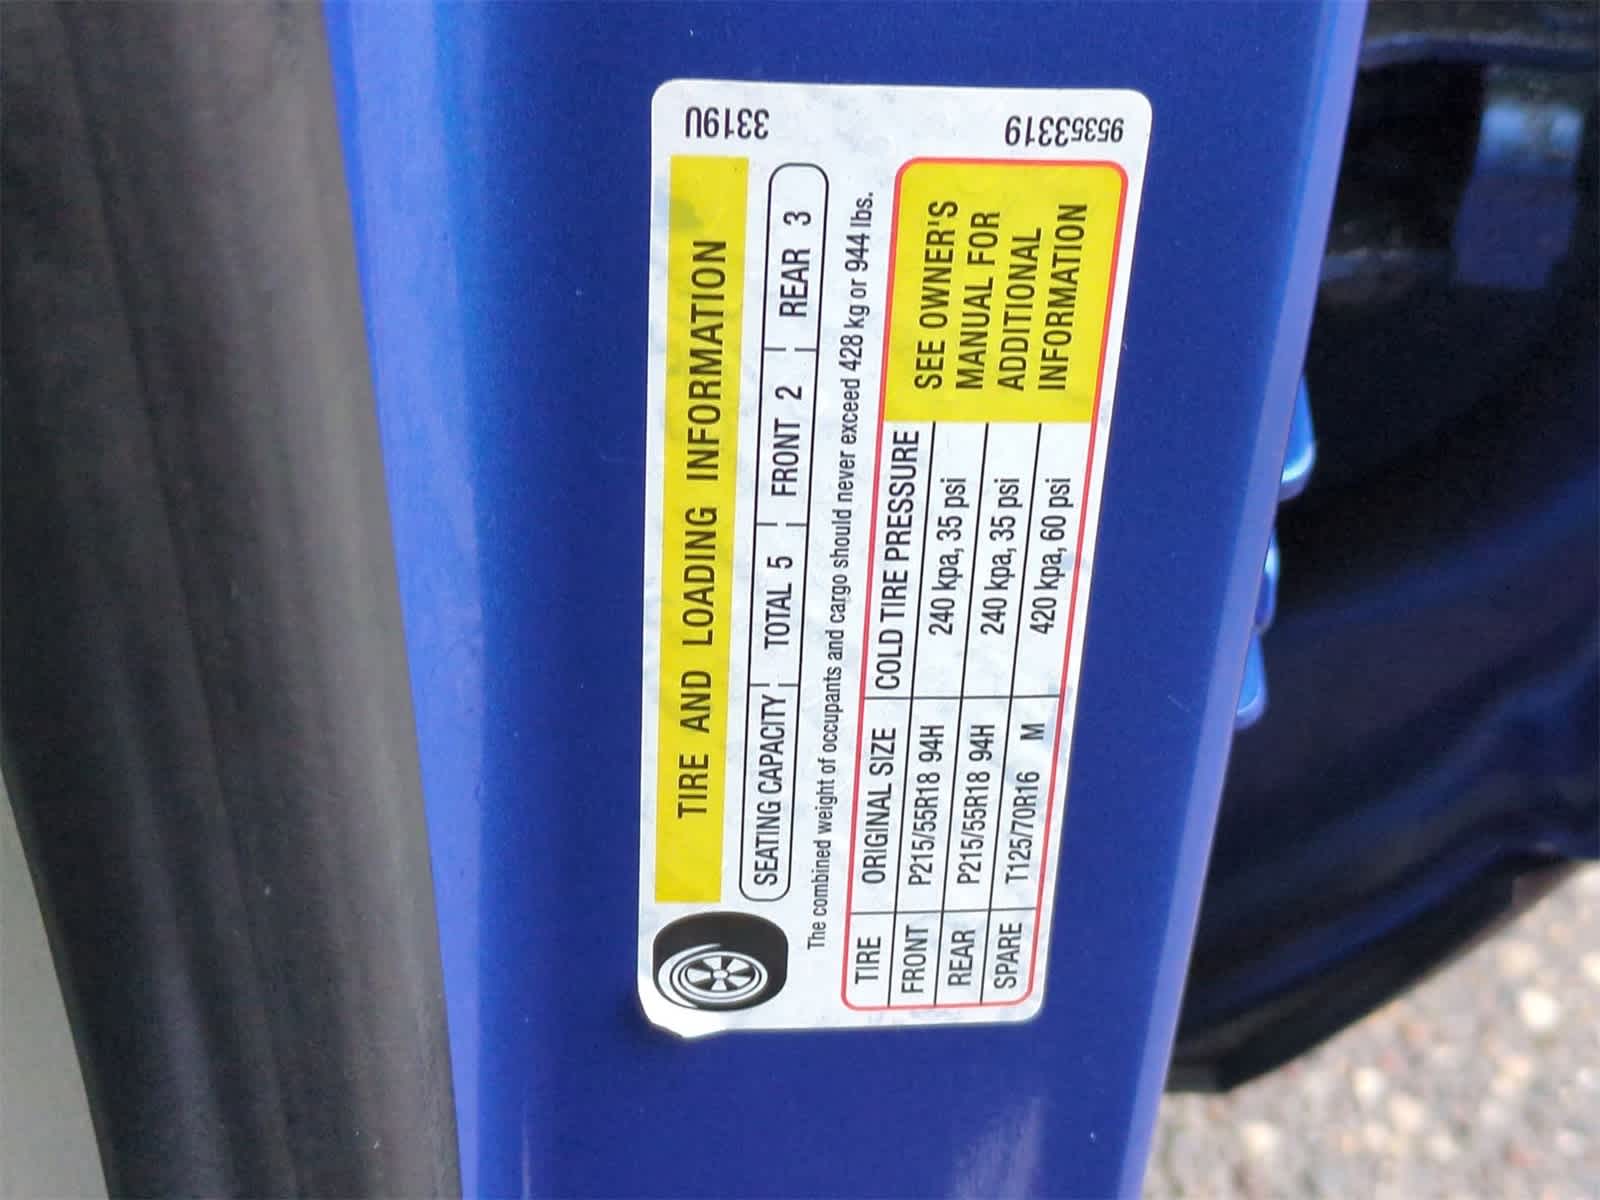 TIRE AND LOADING INFORMATION
3319U
SEATING CAPACITY TOTAL 5 FRONT 2 REAR 3
The combined weight of occupants and cargo should never exceed 428 kg or 944 lbs.
TIRE ORIGINAL SIZE COLD TIRE PRESSURE
FRONT P215/55R18 94H 240 kpa, 35 psi
REAR P215/55R18 94H 240 kpa, 35 psi
SPARE T125/70R16 M 420 kpa, 60 psi
SEE OWNER'S
MANUAL FOR
ADDITIONAL
INFORMATION
95353319